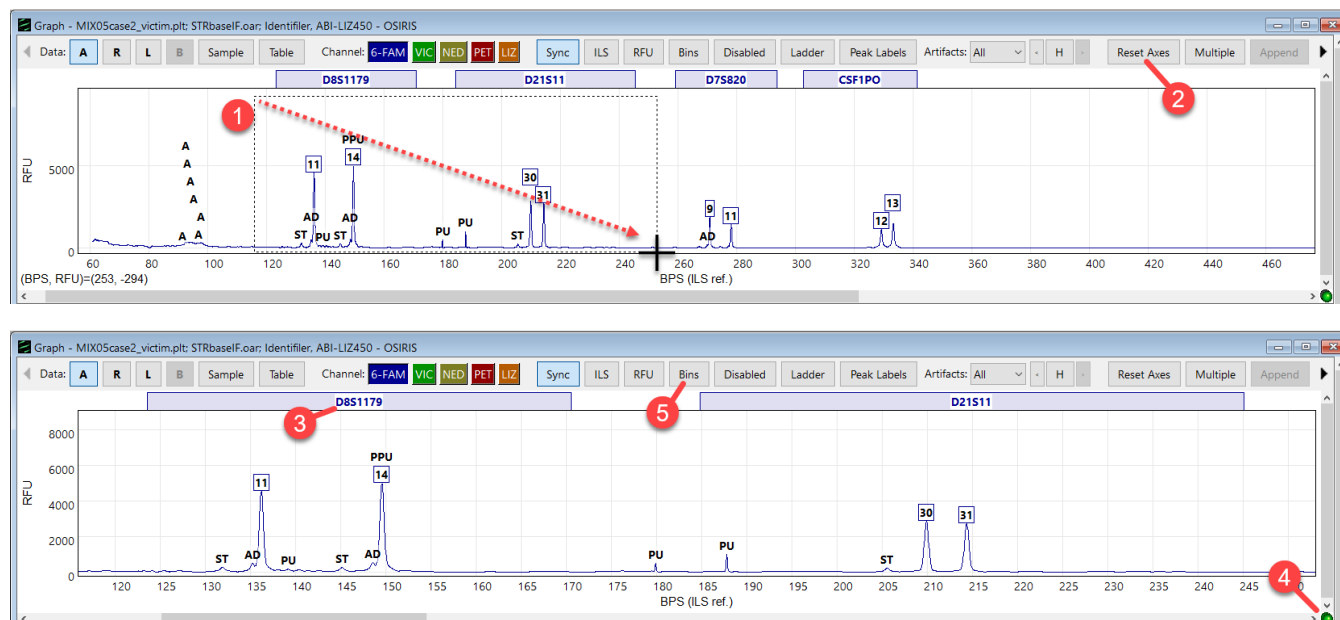 Graph - MIX05case2_victim.plt; STRbaseIF.oar; Identifiler, ABI-LIZ450 - OSIRIS
Data: A R L B Sample Table Channel: 6-FAM VIC NED PET LIZ Sync ILS RFU Bins Disabled Ladder Peak Labels Artifacts: All H Reset Axes Multiple Append
D8S1179 D21S11 D7S820 CSF1PO
1 2
A
A
A
A
A
A A
PPU
11 14 30 31 9 11 12 13
AD AD AD
ST PU ST PU PU ST
RFU
5000
0
60 80 100 120 140 160 180 200 220 240 260 280 300 320 340 360 380 400 420 440 460
(BPS, RFU)=(253, -294) BPS (ILS ref.)
Graph - MIX05case2_victim.plt; STRbaseIF.oar; Identifiler, ABI-LIZ450 - OSIRIS
Data: A R L B Sample Table Channel: 6-FAM VIC NED PET LIZ Sync ILS RFU Bins Disabled Ladder Peak Labels Artifacts: All H Reset Axes Multiple Append
D8S1179 D21S11
3 5
8000
6000
4000
2000
0
RFU
PPU
11 14 30 31
ST AD PU ST AD PU PU ST
4
120 125 130 135 140 145 150 155 160 165 170 175 180 185 190 195 200 205 210 215 220 225 230 235 240 245
BPS (ILS ref.)